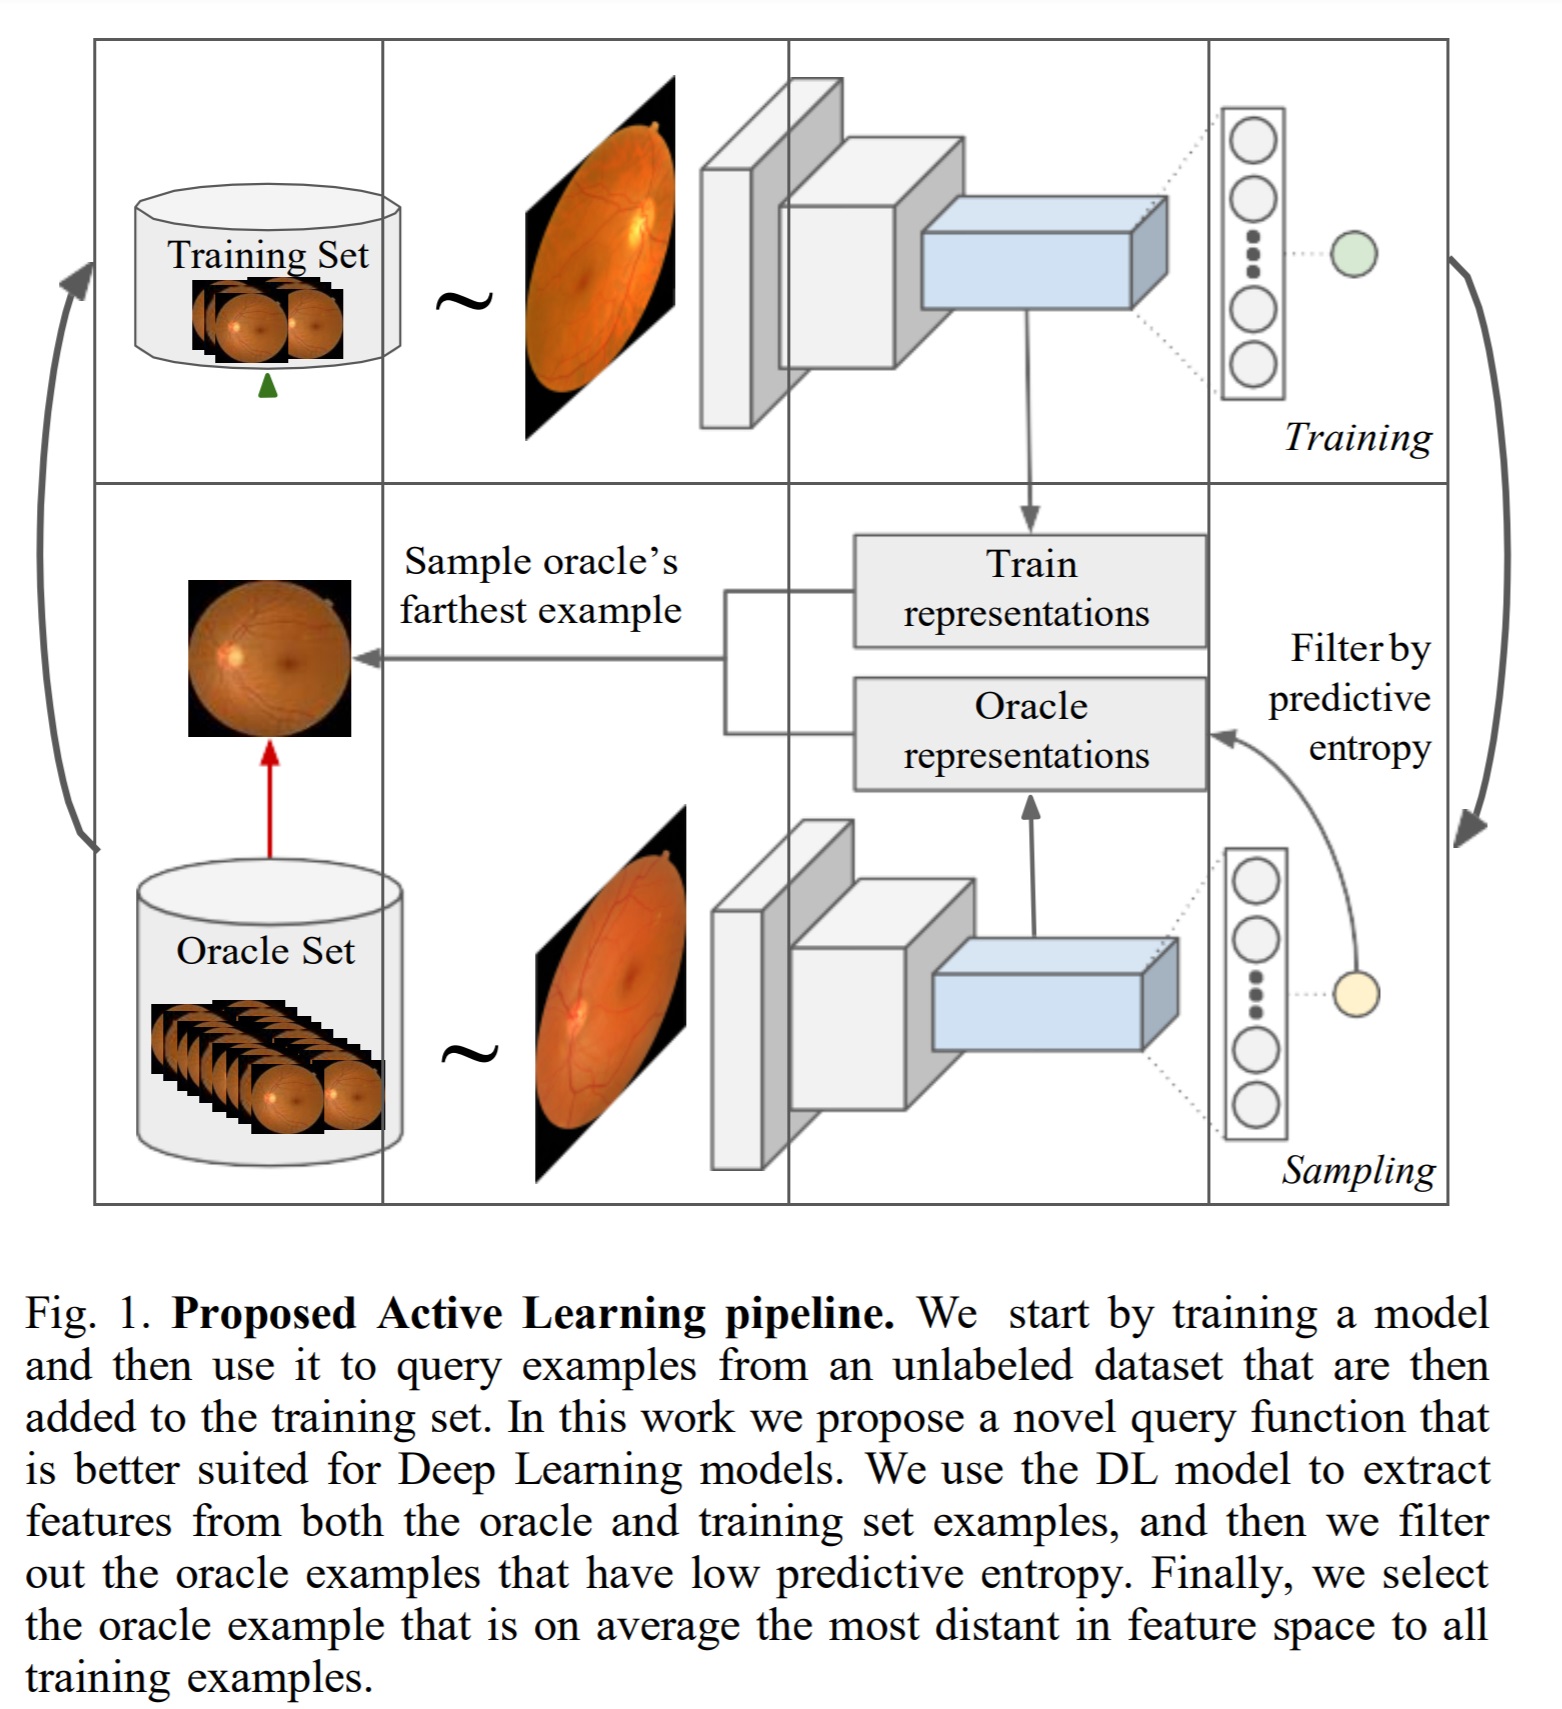 Training Set
Training
Sample oracle’s
farthest example
Train
representations
Oracle
representations
Filter by
predictive
entropy
Oracle Set
Sampling
Fig. 1. Proposed Active Learning pipeline. We start by training a model
and then use it to query examples from an unlabeled dataset that are then
added to the training set. In this work we propose a novel query function that
is better suited for Deep Learning models. We use the DL model to extract
features from both the oracle and training set examples, and then we filter
out the oracle examples that have low predictive entropy. Finally, we select
the oracle example that is on average the most distant in feature space to all
training examples.